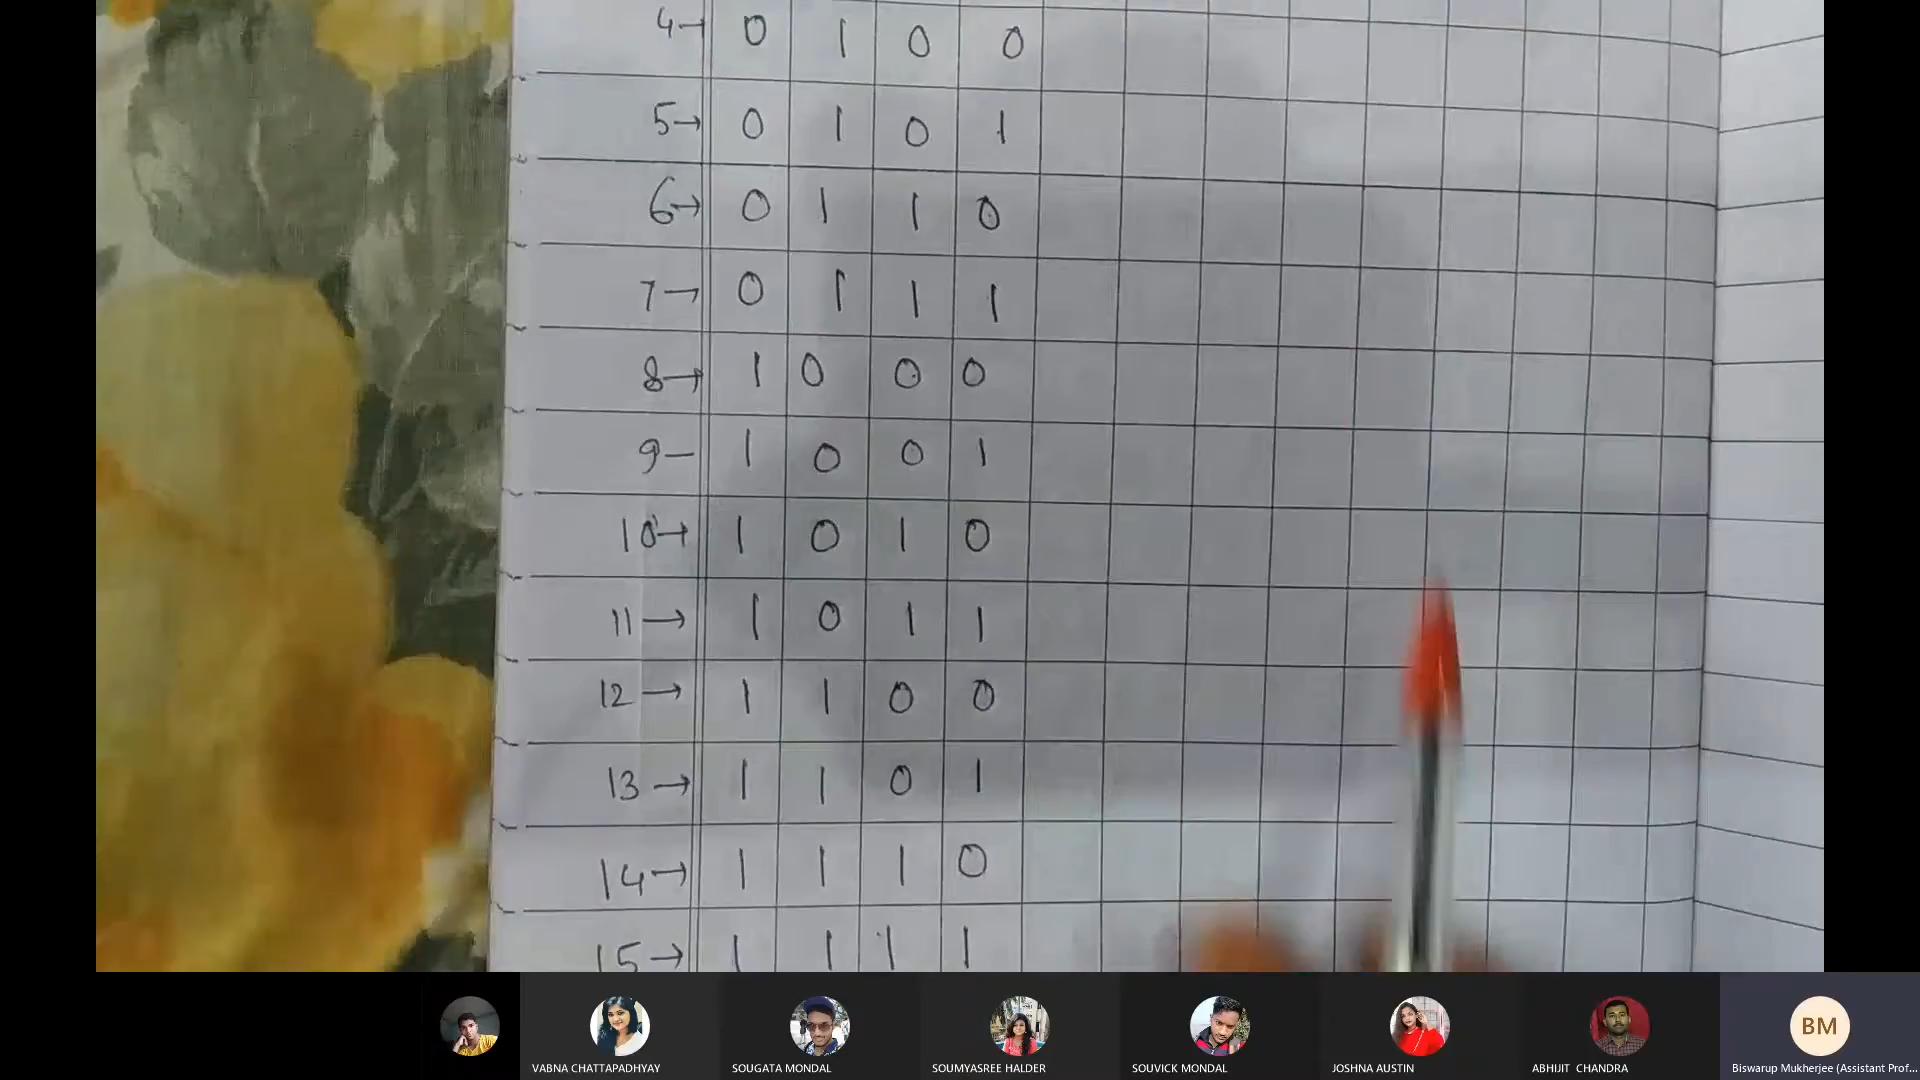 4→ 0 1 0 0
5→ 0 1 0 1
6→ 0 1 1 0
7→ 0 1 1 1
8→ 1 0 0 0
9— 1 0 0 1
10→ 1 0 1 0
11→ 1 0 1 1
12→ 1 1 0 0
13→ 1 1 0 1
14→ 1 1 1 0
15→ 1 1 1 1
BM
VABNA CHATTAPADHYAY SOUGATA MONDAL SOUMYASREE HALDER SOUVICK MONDAL JOSHNA AUSTIN ABHIJIT CHANDRA Biswarup Mukherjee (Assistant Prof...